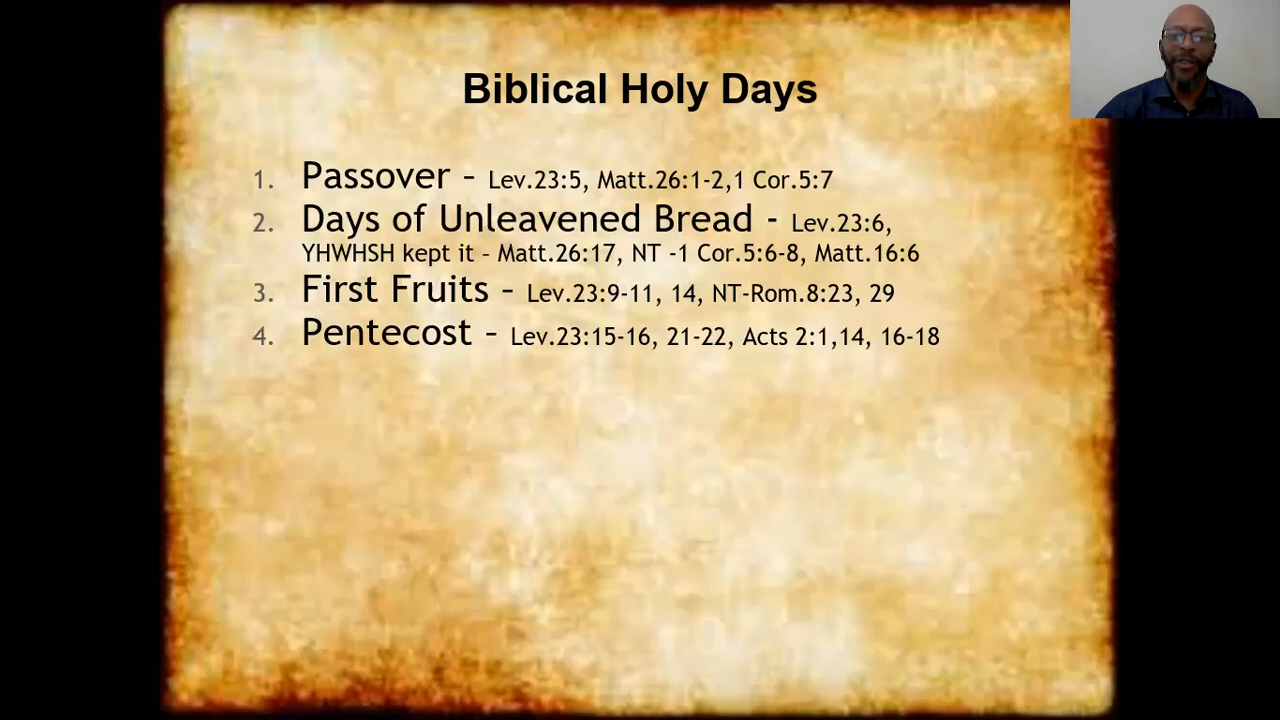 Biblical Holy Days
1. Passover – Lev.23:5, Matt.26:1-2,1 Cor.5:7
2. Days of Unleavened Bread - Lev.23:6,
YHWHSH kept it – Matt.26:17, NT -1 Cor.5:6-8, Matt.16:6
3. First Fruits – Lev.23:9-11, 14, NT-Rom.8:23, 29
4. Pentecost – Lev.23:15-16, 21-22, Acts 2:1,14, 16-18